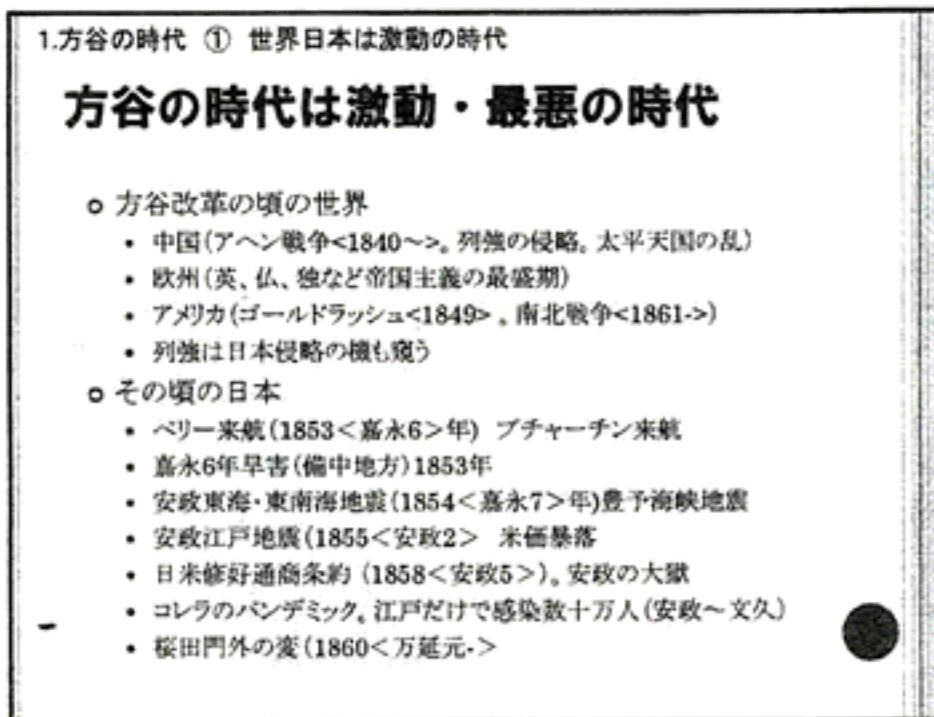 1.方谷の時代 ① 世界日本は激動の時代
方谷の時代は激動・最悪の時代
方谷改革の頃の世界
• 中国(アヘン戦争<1840～>。列強の侵略。太平天国の乱)
• 欧州(英、仏、独など帝国主義の最盛期)
• アメリカ(ゴールドラッシュ<1849> 、南北戦争<1861->)
• 列強は日本侵略の機も窺う
その頃の日本
• ペリー来航(1853<嘉永6>年) プチャーチン来航
• 嘉永6年旱害(備中地方)1853年
• 安政東海・東南海地震(1854<嘉永7>年)豊予海峡地震
• 安政江戸地震(1855<安政2> 米価暴落
• 日米修好通商条約 (1858<安政5>)。安政の大獄
• コレラのパンデミック。江戸だけで感染数十万人(安政～文久)
• 桜田門外の変(1860<万延元->